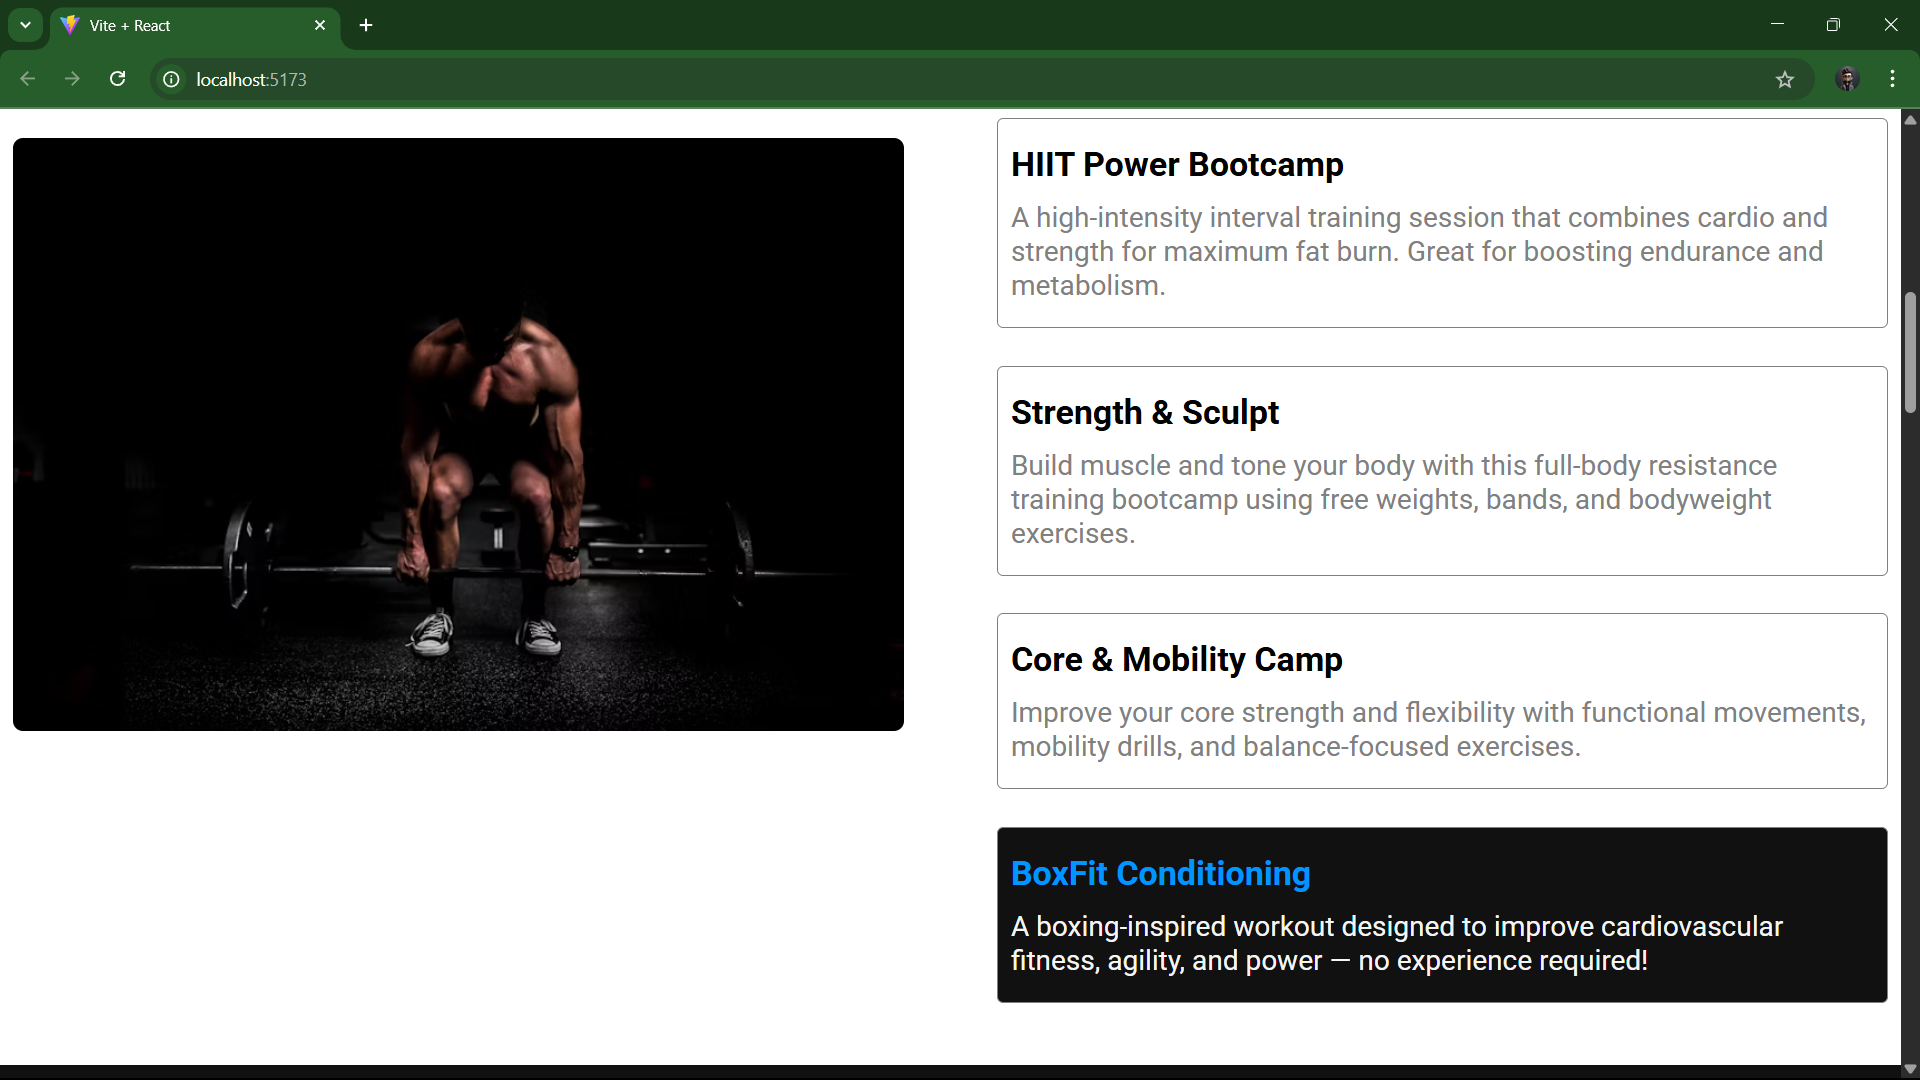 Vite + React
localhost:5173
HIIT Power Bootcamp
A high-intensity interval training session that combines cardio and
strength for maximum fat burn. Great for boosting endurance and
metabolism.
Strength & Sculpt
Build muscle and tone your body with this full-body resistance
training bootcamp using free weights, bands, and bodyweight
exercises.
Core & Mobility Camp
Improve your core strength and flexibility with functional movements,
mobility drills, and balance-focused exercises.
BoxFit Conditioning
A boxing-inspired workout designed to improve cardiovascular
fitness, agility, and power — no experience required!